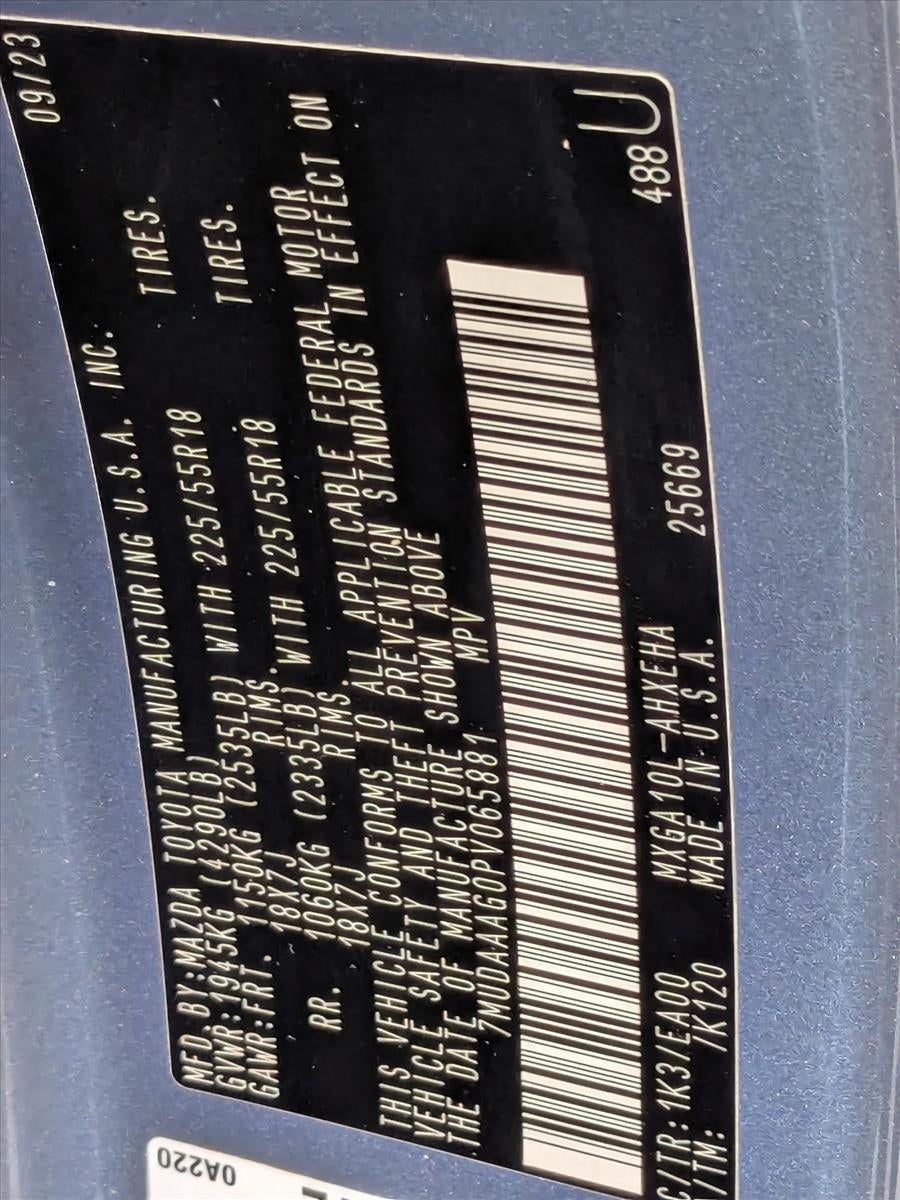 MFD.BY:MAZDA TOYOTA MANUFACTURING U.S.A. INC. 09/23
GVWR:1945KG (4290LB)
GAWR:FRT. 1150KG (2535LB) WITH 225/55R18 TIRES.
18X7J RIMS.
RR. 1060KG (2335LB) WITH 225/55R18 TIRES.
18X7J RIMS.
THIS VEHICLE CONFORMS TO ALL APPLICABLE FEDERAL MOTOR
VEHICLE SAFETY AND THEFT PREVENTION STANDARDS IN EFFECT ON
THE DATE OF MANUFACTURE SHOWN ABOVE
7MUDAAAG0PV065881 MPV
C/TR: 1K3/EA00 MXGA10L-AHXEHA 25669 488 U
/TM: 7K120 MADE IN U.S.A.
0A220